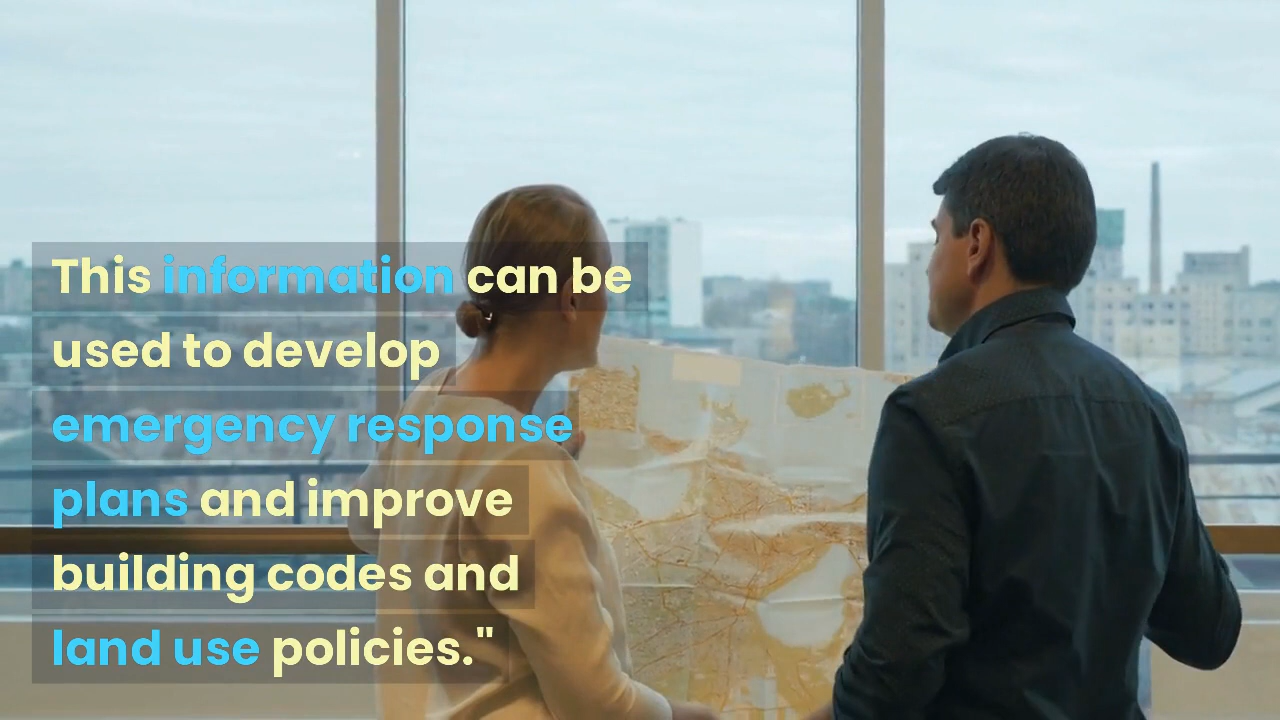 This information can be
used to develop
emergency response
plans and improve
building codes and
land use policies."